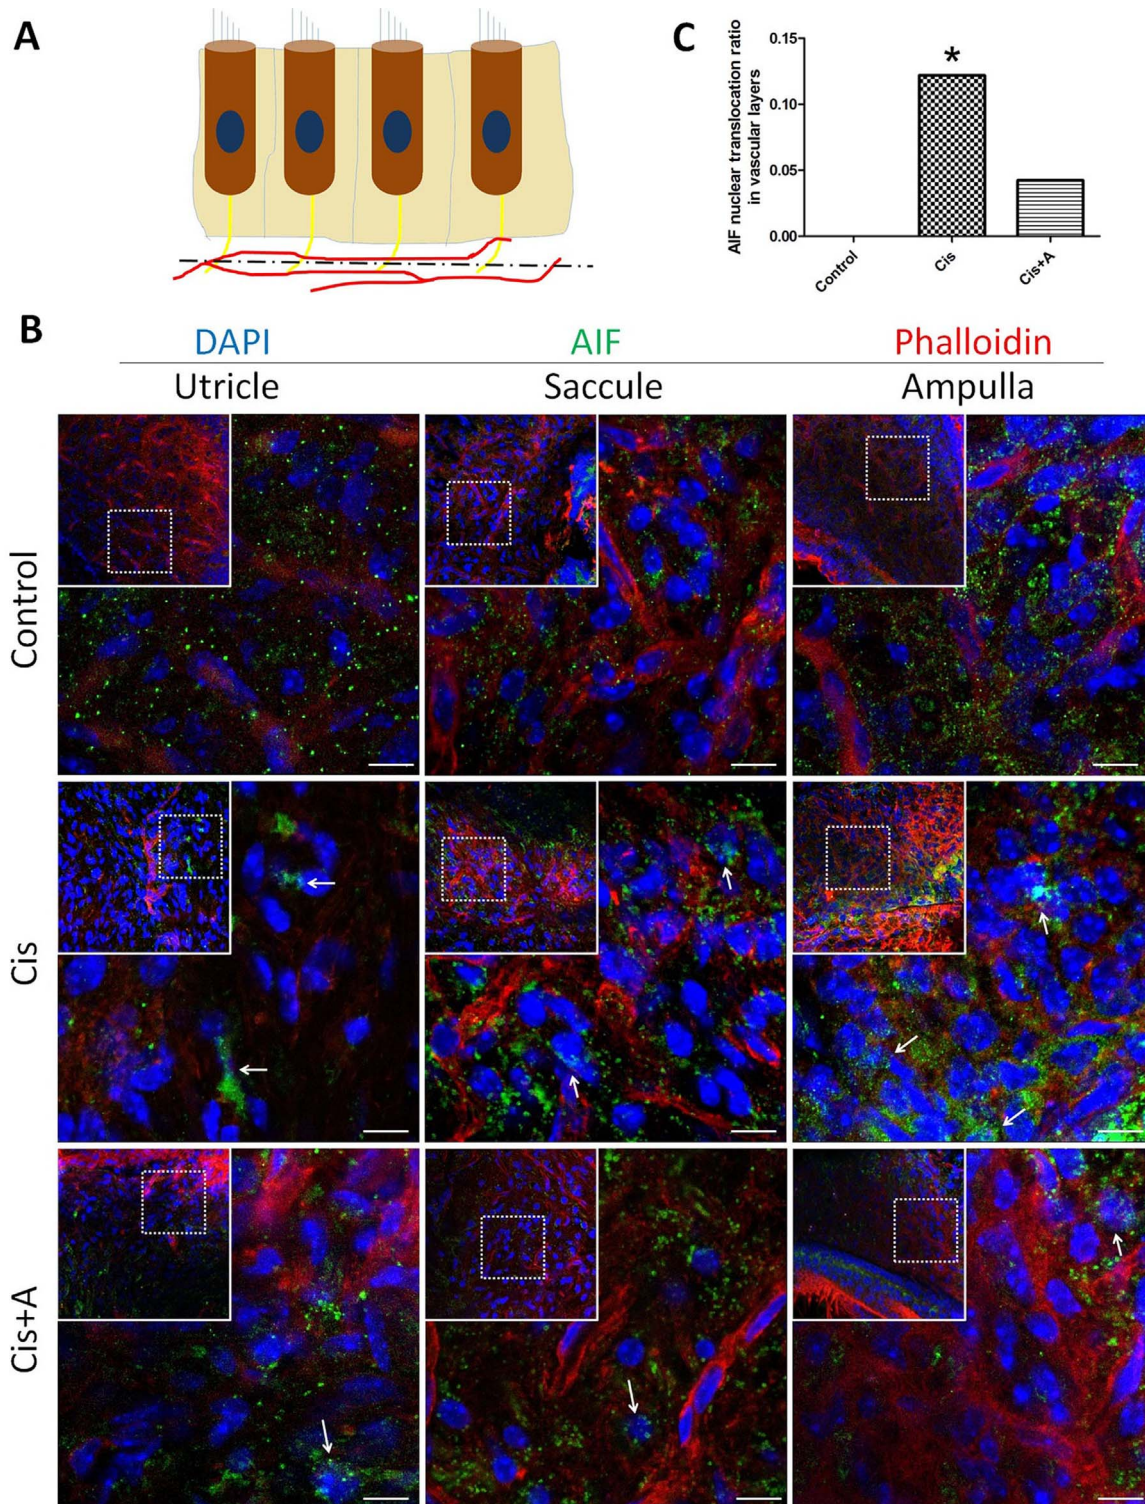 A
C
AIF nuclear translocation ratio
in vascular layers
0.15
0.10
0.05
0.00
*
Control
Cis
Cis+A
B
DAPI AIF Phalloidin
Utricle Saccule Ampulla
Control
Cis
Cis+A